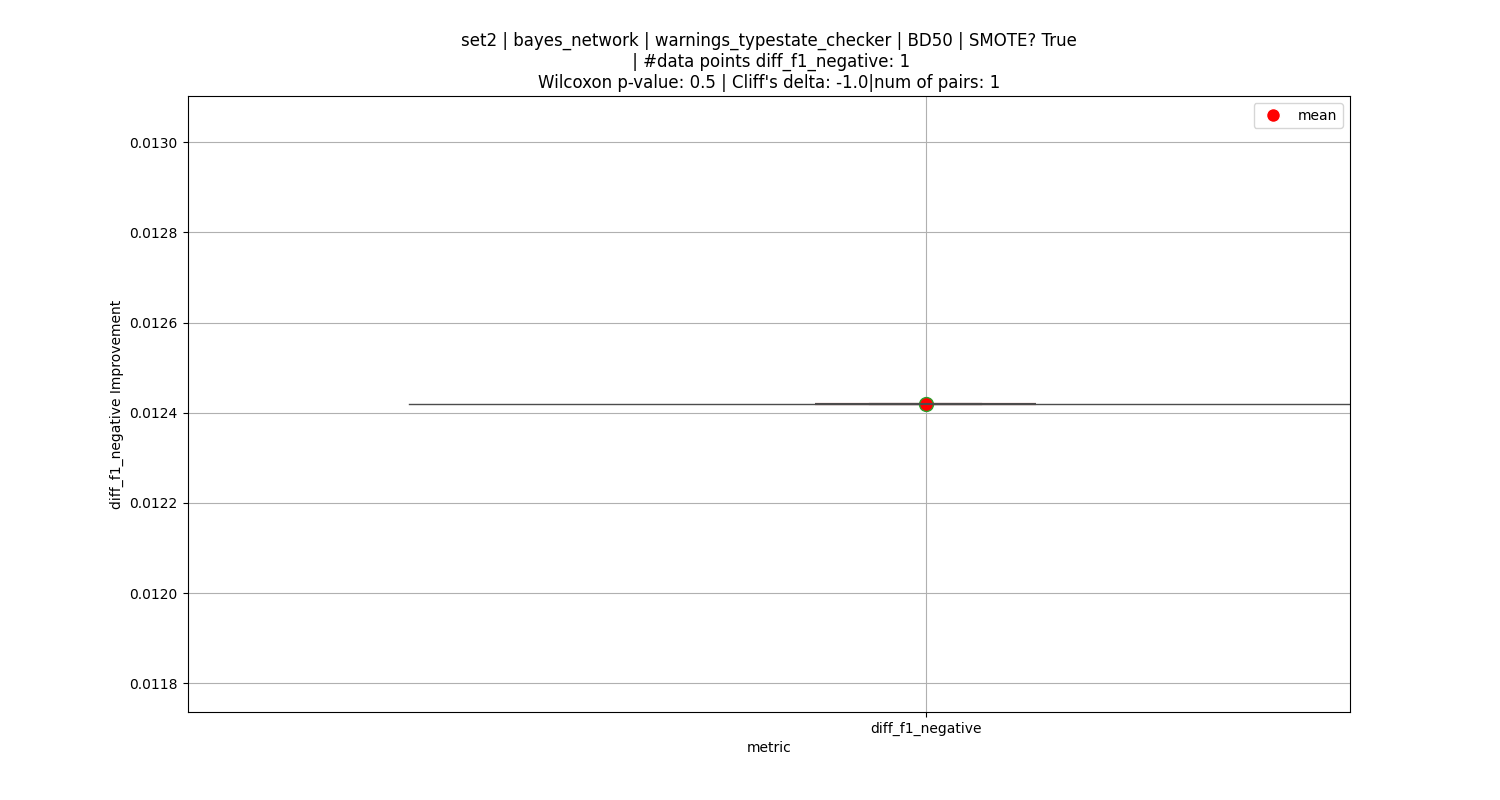 set2 | bayes_network | warnings_typestate_checker | BD50 | SMOTE? True
| #data points diff_f1_negative: 1
Wilcoxon p-value: 0.5 | Cliff's delta: -1.0|num of pairs: 1
mean
0.0130
0.0128
0.0126
0.0124
0.0122
0.0120
0.0118
diff_f1_negative Improvement
diff_f1_negative
metric